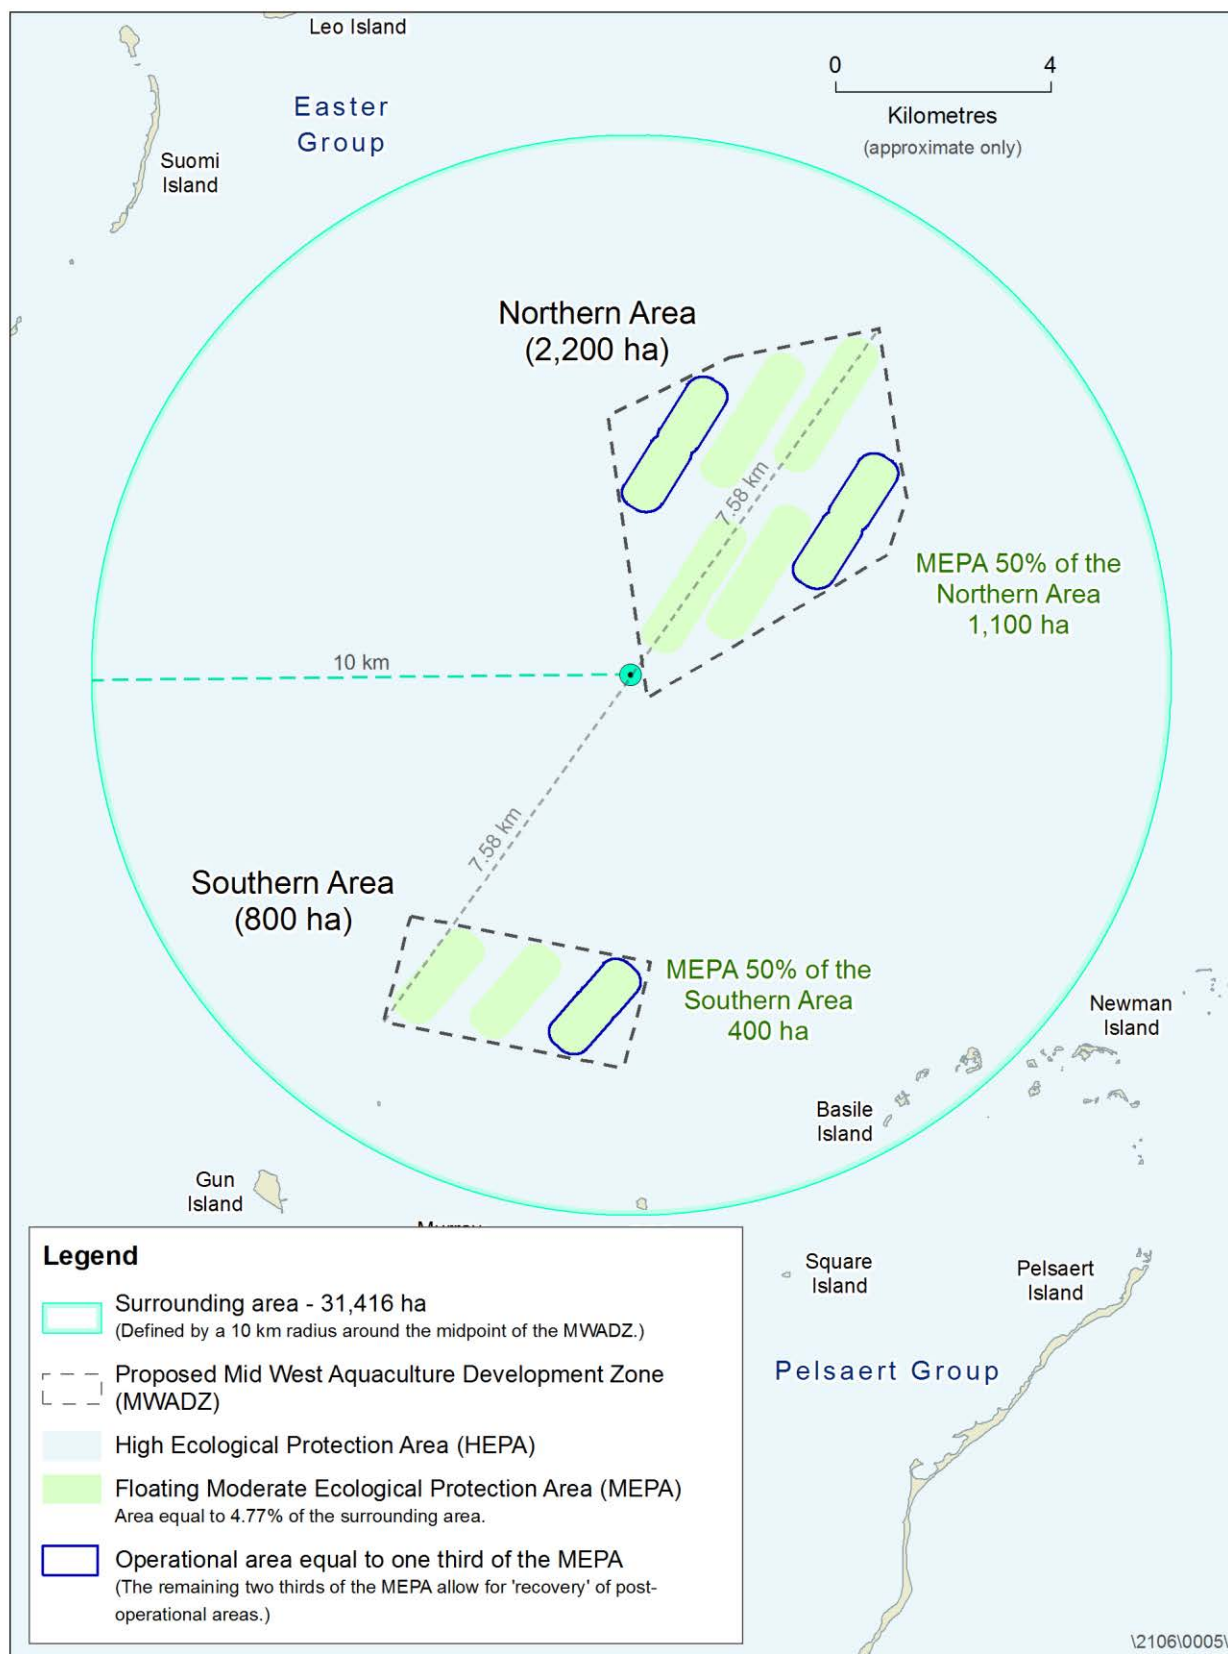 Leo Island
0 4
Kilometres
(approximate only)
Easter
Group
Suomi
Island
Northern Area
(2,200 ha)
7.58 km
MEPA 50% of the
Northern Area
1,100 ha
10 km
7.58 km
Southern Area
(800 ha)
MEPA 50% of the
Southern Area
400 ha
Newman
Island
Basile
Island
Gun
Island
Square
Island
Pelsaert
Island
Pelsaert Group
Legend
Surrounding area - 31,416 ha
(Defined by a 10 km radius around the midpoint of the MWADZ.)
Proposed Mid West Aquaculture Development Zone
(MWADZ)
High Ecological Protection Area (HEPA)
Floating Moderate Ecological Protection Area (MEPA)
Area equal to 4.77% of the surrounding area.
Operational area equal to one third of the MEPA
(The remaining two thirds of the MEPA allow for 'recovery' of post-
operational areas.)
\2106\0005\